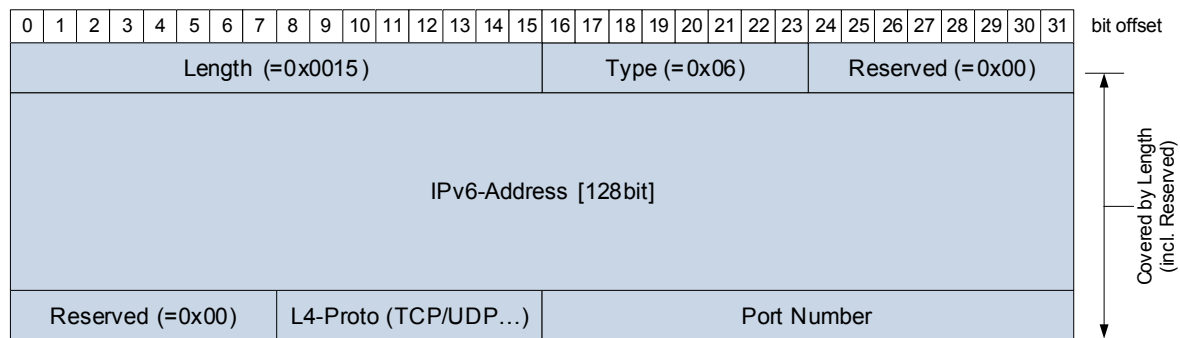 0 1 2 3 4 5 6 7 8 9 10 11 12 13 14 15 16 17 18 19 20 21 22 23 24 25 26 27 28 29 30 31 bit offset
Length (=0x0015) Type (=0x06) Reserved (=0x00)
IPv6-Address [128bit]
Covered by Length
(incl. Reserved)
Reserved (=0x00) L4-Proto (TCP/UDP...) Port Number